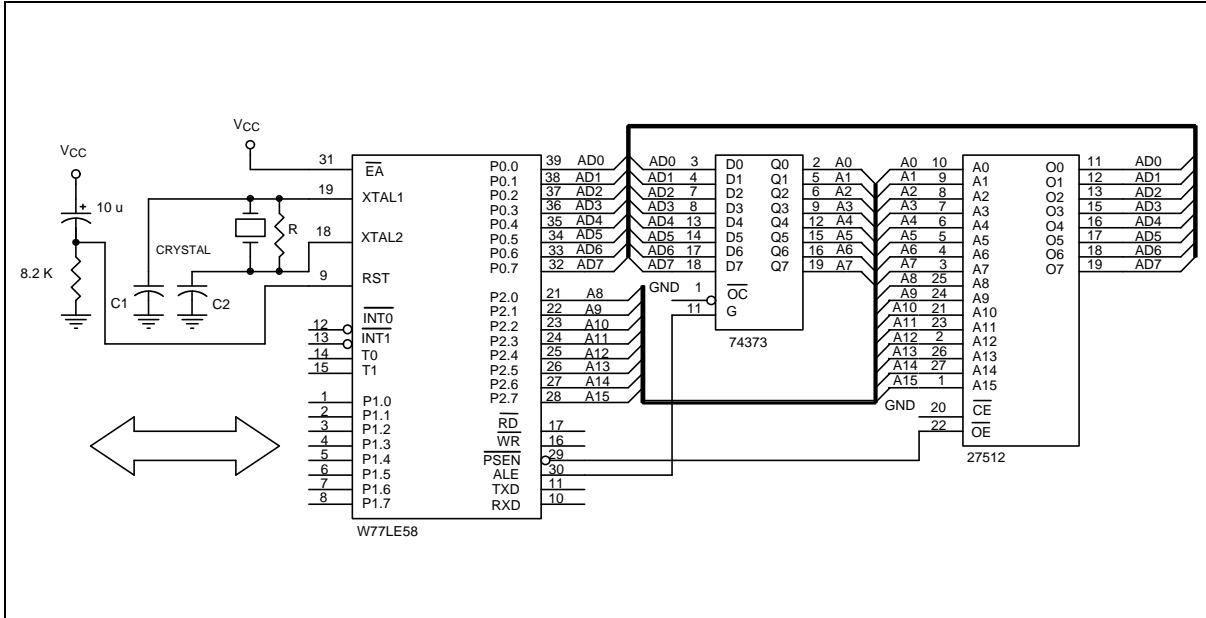 VCC
VCC
10 u
8.2 K
C1
C2
CRYSTAL
R
31
19
18
9
12
13
14
15
1
2
3
4
5
6
7
8
EA
XTAL1
XTAL2
RST
INT0
INT1
T0
T1
P1.0
P1.1
P1.2
P1.3
P1.4
P1.5
P1.6
P1.7
P0.0 39 AD0
P0.1 38 AD1
P0.2 37 AD2
P0.3 36 AD3
P0.4 35 AD4
P0.5 34 AD5
P0.6 33 AD6
P0.7 32 AD7
P2.0 21 A8
P2.1 22 A9
P2.2 23 A10
P2.3 24 A11
P2.4 25 A12
P2.5 26 A13
P2.6 27 A14
P2.7 28 A15
RD 17
WR 16
PSEN 29
ALE 30
TXD 11
RXD 10
W77LE58
AD0 3 D0 Q0 2 A0
AD1 4 D1 Q1 5 A1
AD2 7 D2 Q2 6 A2
AD3 8 D3 Q3 9 A3
AD4 13 D4 Q4 12 A4
AD5 14 D5 Q5 15 A5
AD6 17 D6 Q6 16 A6
AD7 18 D7 Q7 19 A7
GND 1 OC
11 G
74373
A0 10 A0 O0 11 AD0
A1 9 A1 O1 12 AD1
A2 8 A2 O2 13 AD2
A3 7 A3 O3 15 AD3
A4 6 A4 O4 16 AD4
A5 5 A5 O5 17 AD5
A6 4 A6 O6 18 AD6
A7 3 A7 O7 19 AD7
A8 25 A8
A9 24 A9
A10 21 A10
A11 23 A11
A12 2 A12
A13 26 A13
A14 27 A14
A15 1 A15
GND 20 CE
22 OE
27512